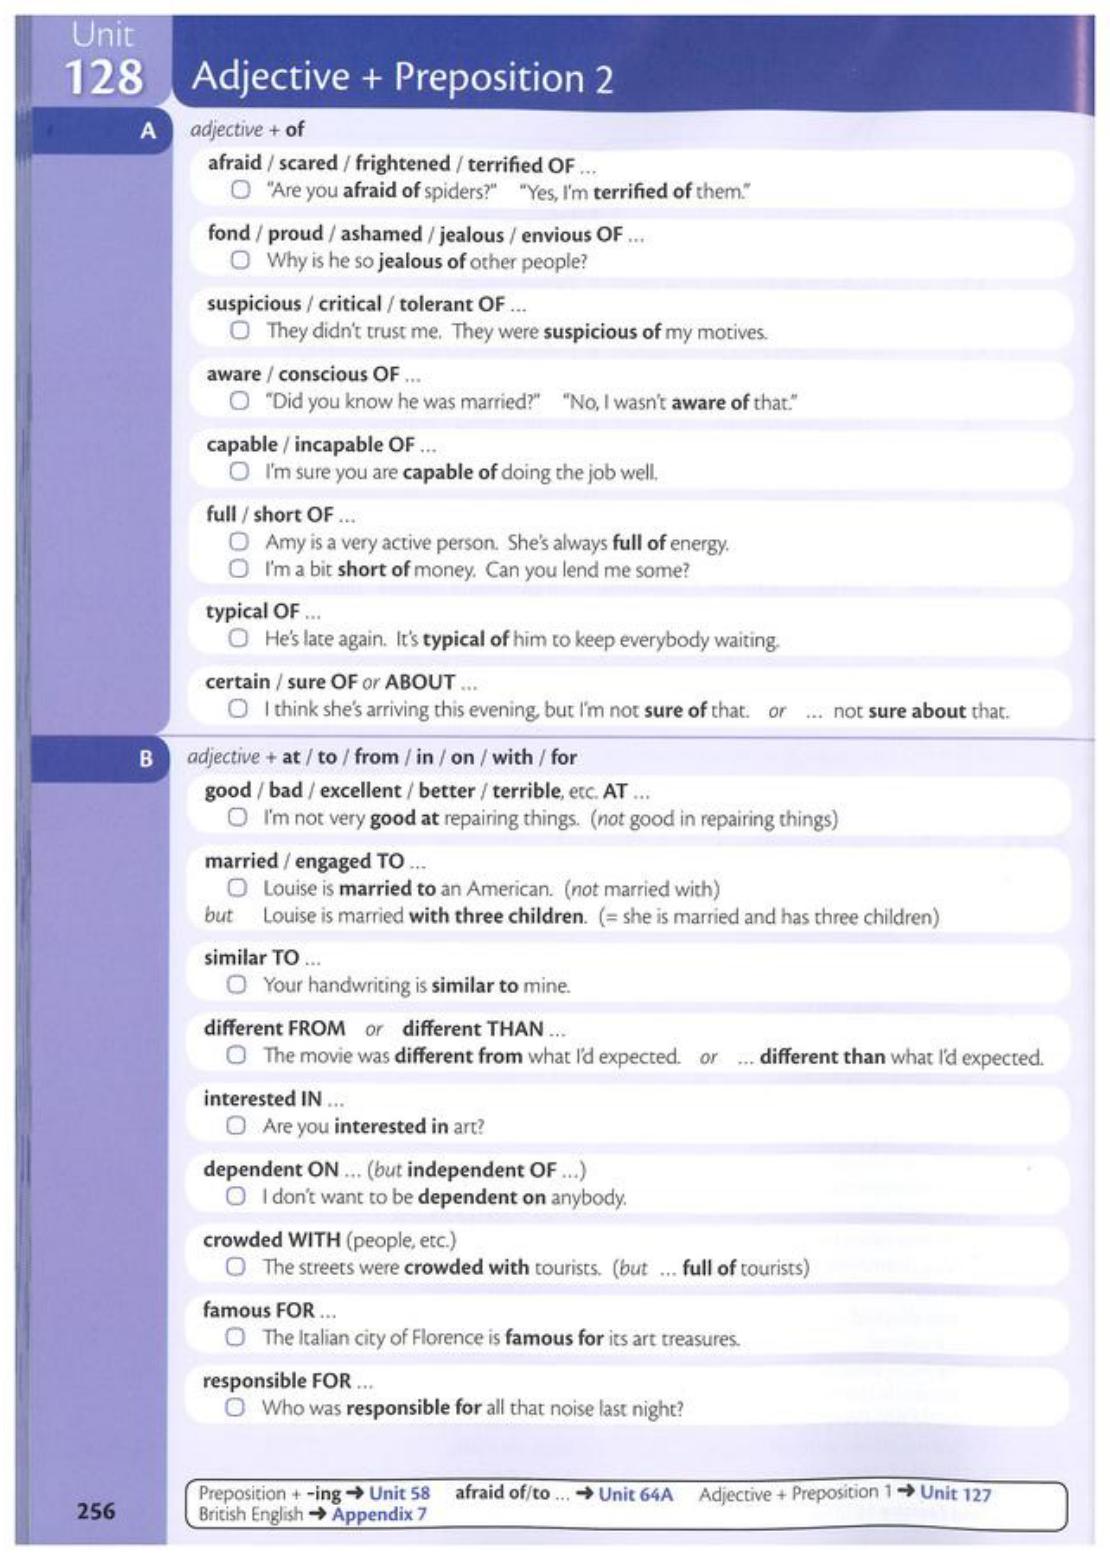 Unit
128 Adjective + Preposition 2
A adjective + of
afraid / scared / frightened / terrified OF ...
"Are you afraid of spiders?" "Yes, I'm terrified of them."
fond / proud / ashamed / jealous / envious OF ...
Why is he so jealous of other people?
suspicious / critical / tolerant OF ...
They didn't trust me. They were suspicious of my motives.
aware / conscious OF ...
"Did you know he was married?" "No, I wasn't aware of that."
capable / incapable OF ...
I'm sure you are capable of doing the job well.
full / short OF ...
Amy is a very active person. She's always full of energy.
I'm a bit short of money. Can you lend me some?
typical OF ...
He's late again. It's typical of him to keep everybody waiting.
certain / sure OF or ABOUT ...
I think she's arriving this evening, but I'm not sure of that. or ... not sure about that.
B adjective + at / to / from / in / on / with / for
good / bad / excellent / better / terrible, etc. AT ...
I'm not very good at repairing things. (not good in repairing things)
married / engaged TO ...
Louise is married to an American. (not married with)
but Louise is married with three children. (= she is married and has three children)
similar TO ...
Your handwriting is similar to mine.
different FROM or different THAN ...
The movie was different from what I'd expected. or ... different than what I'd expected.
interested IN ...
Are you interested in art?
dependent ON ... (but independent OF ...)
I don't want to be dependent on anybody.
crowded WITH (people, etc.)
The streets were crowded with tourists. (but ... full of tourists)
famous FOR ...
The Italian city of Florence is famous for its art treasures.
responsible FOR ...
Who was responsible for all that noise last night?
Preposition + -ing → Unit 58 afraid of/to ... → Unit 64A Adjective + Preposition 1 → Unit 127
British English → Appendix 7
256